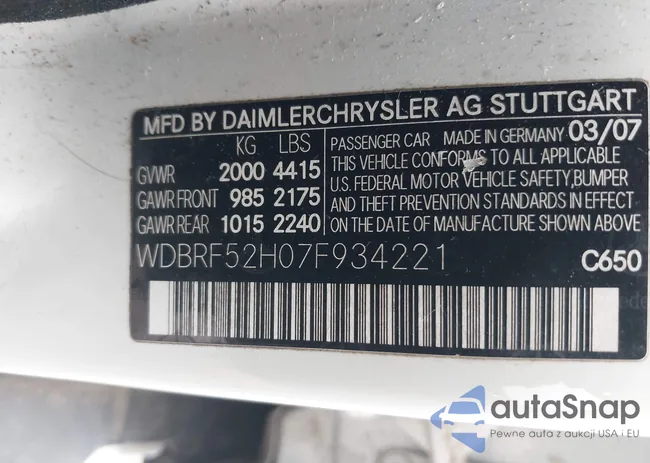 MFD BY DAIMLERCHRYSLER AG STUTTGART
KG LBS
GVWR 2000 4415
GAWR FRONT 985 2175
GAWR REAR 1015 2240
PASSENGER CAR MADE IN GERMANY 03/07
THIS VEHICLE CONFORMS TO ALL APPLICABLE
U.S. FEDERAL MOTOR VEHICLE SAFETY,BUMPER
AND THEFT PREVENTION STANDARDS IN EFFECT
ON THE DATE OF MANUFACTURE SHOWN ABOVE
WDBRF52H07F934221
C650
autaSnap
Pewne auta z aukcji USA i EU